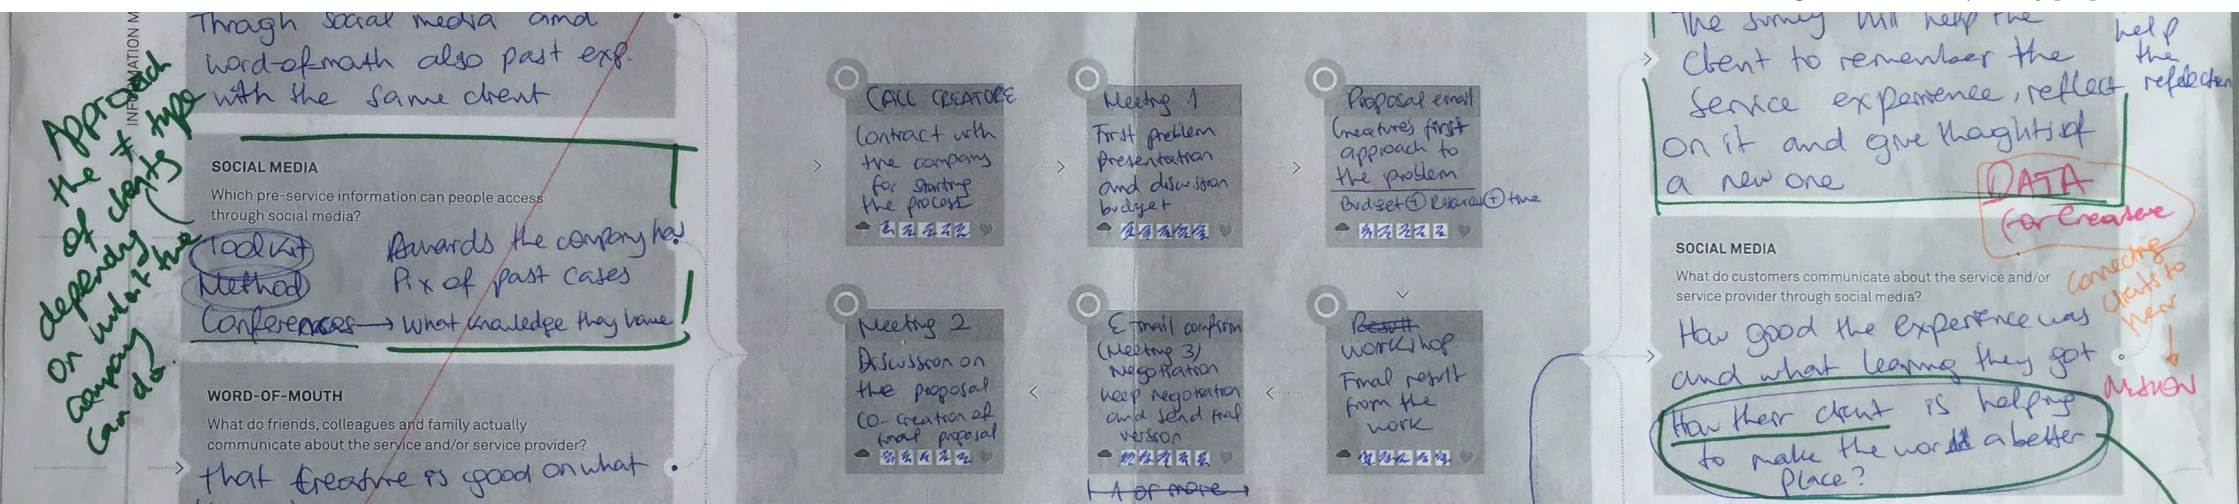 Through social media and
word-of-mouth also past exp.
with the same client
INFORMATION M
Approach
the ≠ type
of clients
depending
on what the
company
can do.
SOCIAL MEDIA
Which pre-service information can people access
through social media?
Toolkit
Method
Conferences → what knowledge they have
Awards the company has
Pix of past cases
WORD-OF-MOUTH
What do friends, colleagues and family actually
communicate about the service and/or service provider?
that Creature is good on what
CALL CREATURE
Contract with
the company
for starting
the process
Meeting 1
First problem
presentation
and discussion
budget
Proposal email
Creatures first
approach to
the problem
Budget + Resources + time
Meeting 2
Discussion on
the proposal
co-creation of
final proposal
E-mail confirm
(Meeting 3)
Negotiation
keep negotiation
and send final
version
1 or more
Result
workshop
Final result
from the
work
The survey will help the
client to remember the
service experience, reflect
on it and give thoughts of
a new one
help
the
reflection
DATA
for Creature
SOCIAL MEDIA
What do customers communicate about the service and/or
service provider through social media?
connecting
clients to
new
How good the experience was
and what learning they got
How their client is helping
to make the world a better
place?